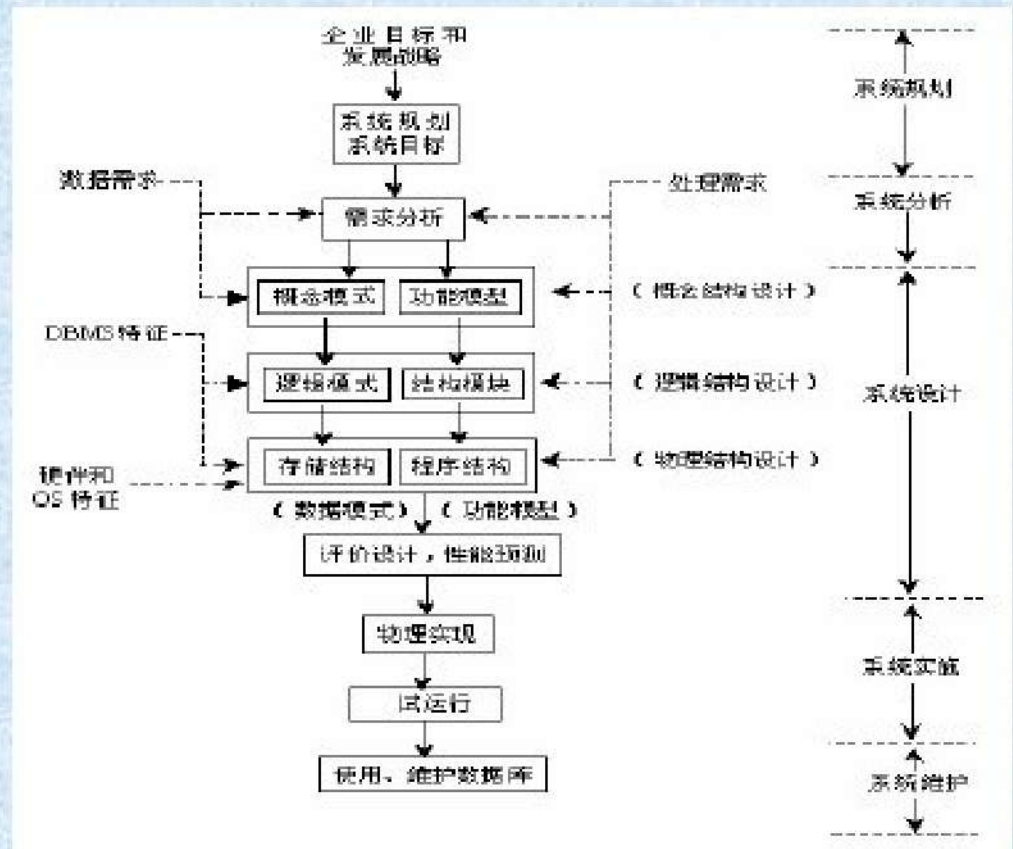 企业目标和
发展战略
系统规划
系统规划
系统目标
数据需求
处理需求
系统分析
需求分析
概念模式
功能模型
(概念结构设计)
DBMS特征
逻辑模式
结构模块
(逻辑结构设计)
系统设计
存储结构
程序结构
(物理结构设计)
硬件和
OS特征
(数据模式)
(功能模型)
评价设计，性能预测
物理实现
系统实施
试运行
使用、维护数据库
系统维护